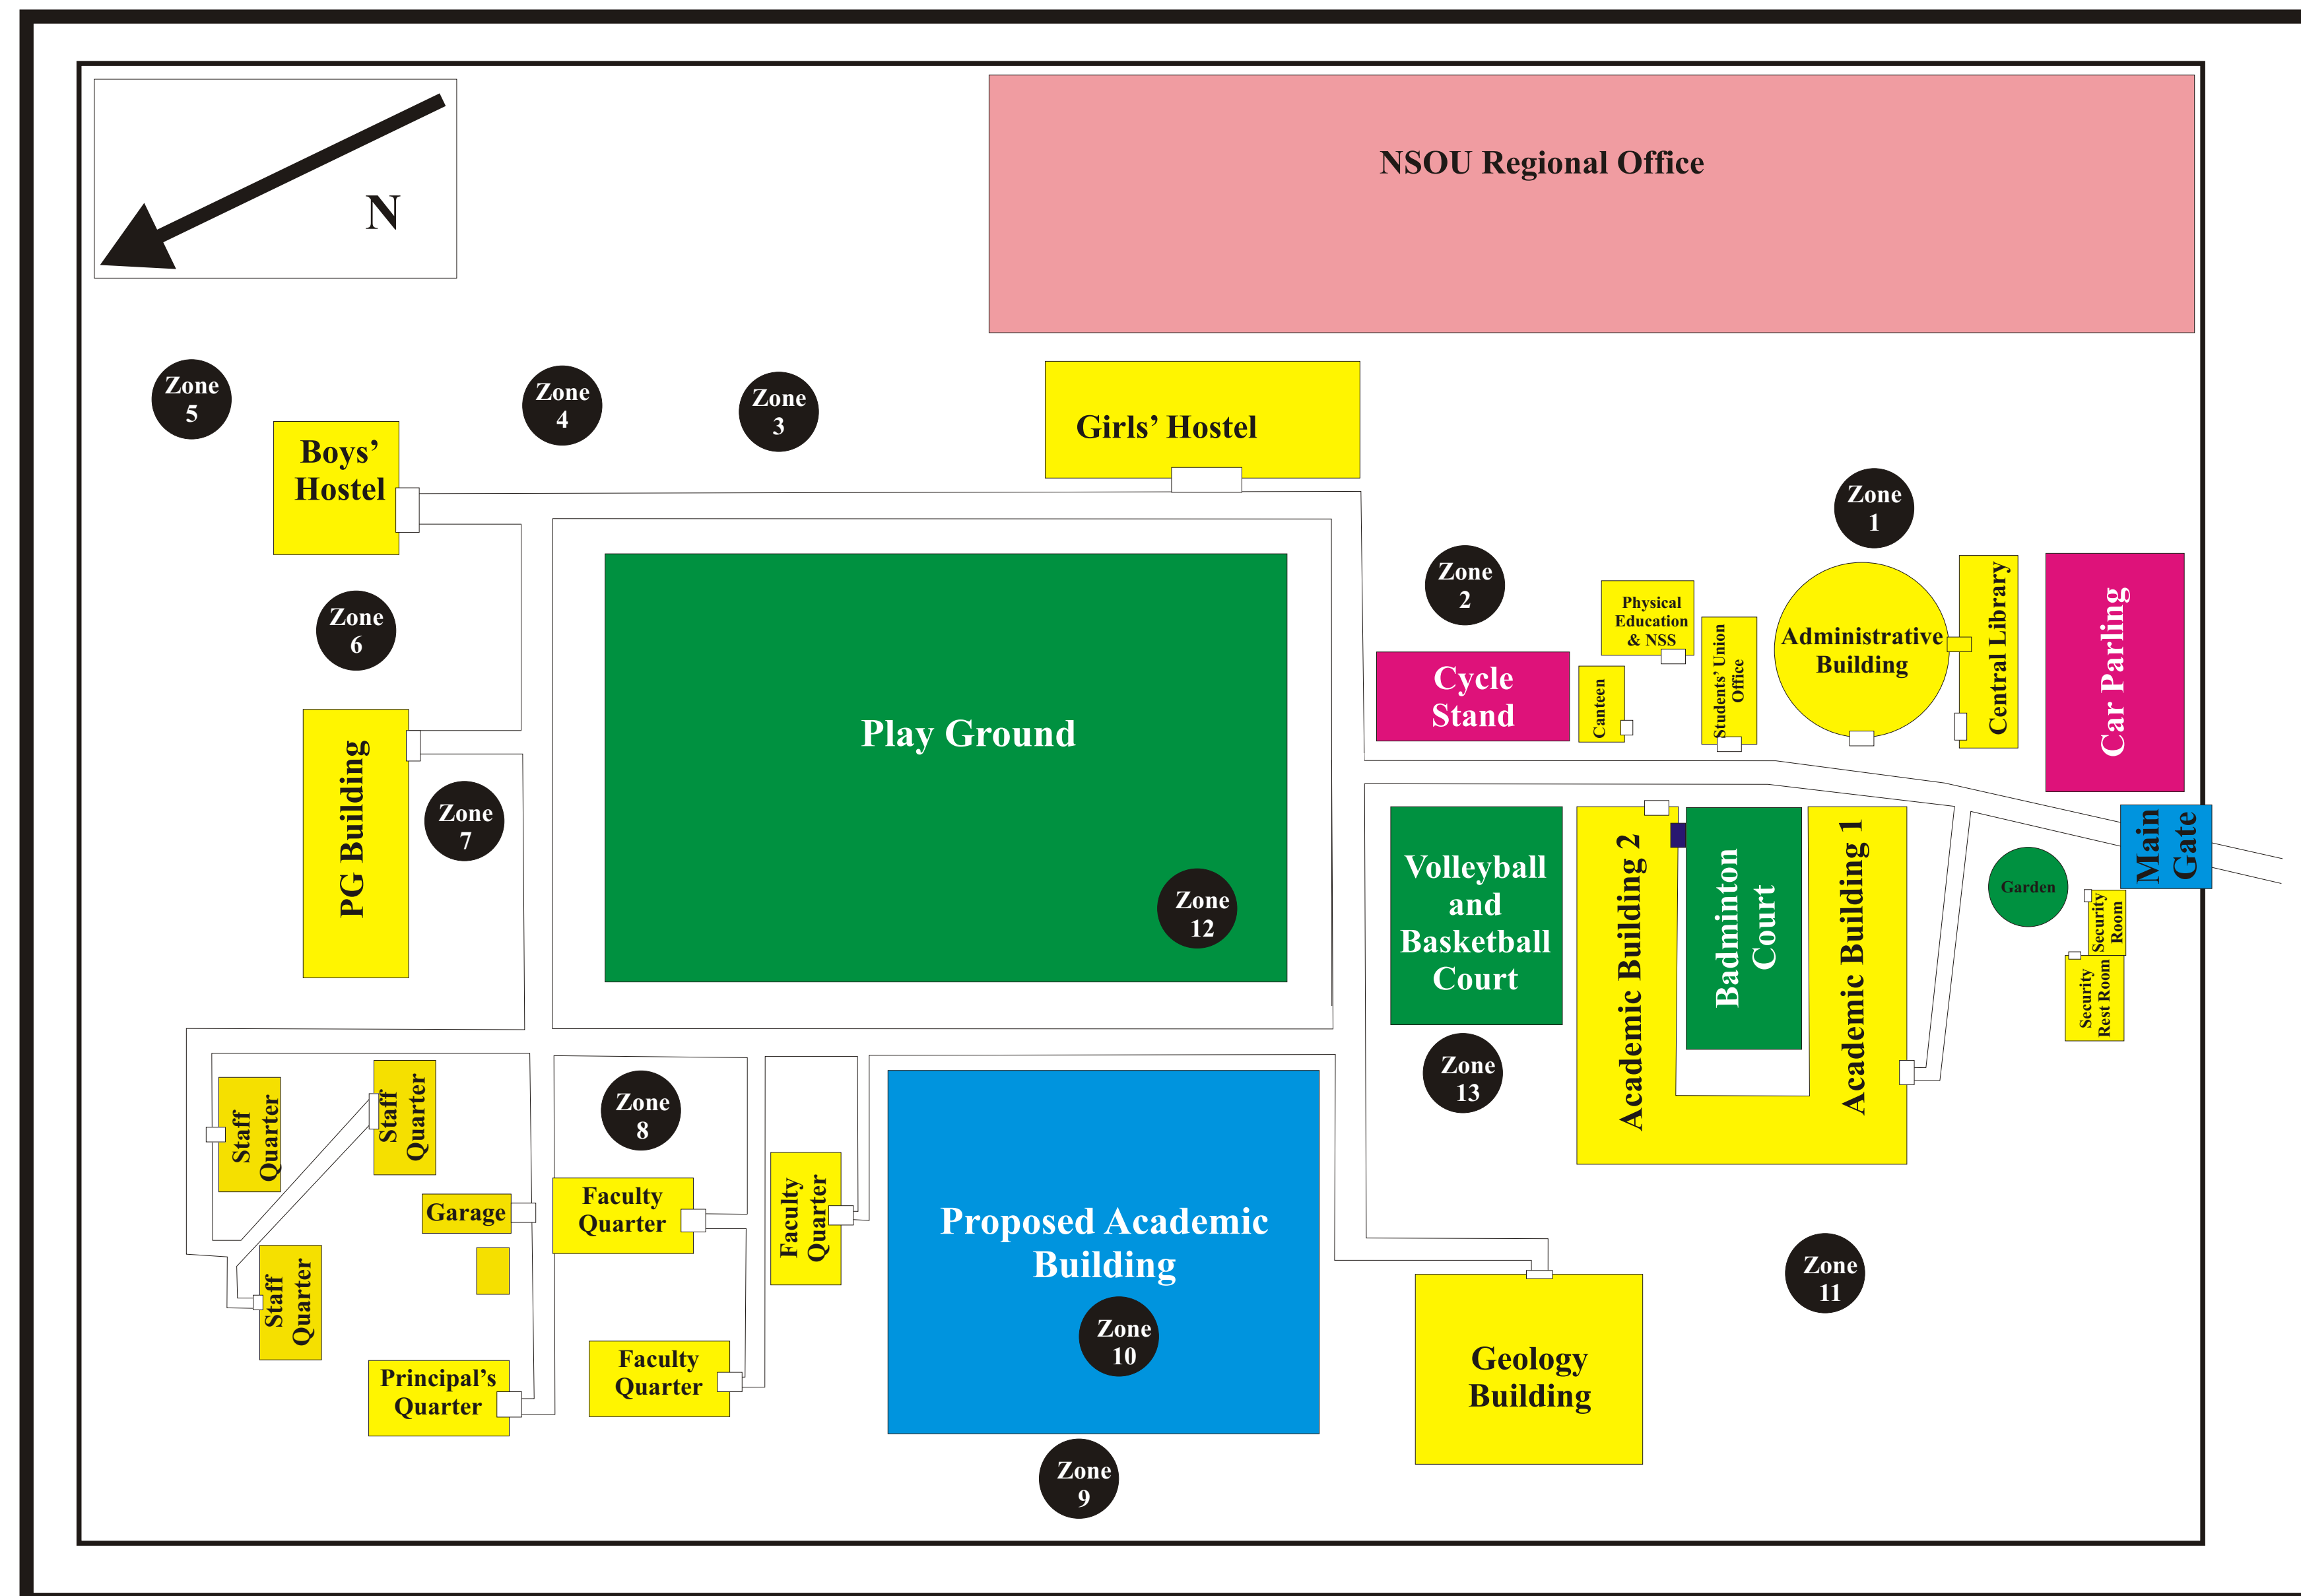 N
NSOU Regional Office
Zone
5
Zone
4
Zone
3
Girls’ Hostel
Boys’
Hostel
Zone
1
Zone
2
Zone
6
Physical
Education
& NSS
Students’ Union
Office
Administrative
Building
Central Library
Car Parling
Cycle
Stand
Canteen
Play Ground
PG Building
Zone
7
Zone
12
Volleyball
and
Basketball
Court
Academic Building 2
Badminton
Court
Academic Building 1
Main
Gate
Garden
Security
Room
Security
Rest Room
Zone
13
Staff
Quarter
Staff
Quarter
Zone
8
Garage
Faculty
Quarter
Faculty
Quarter
Proposed Academic
Building
Zone
11
Staff
Quarter
Zone
10
Principal’s
Quarter
Faculty
Quarter
Geology
Building
Zone
9